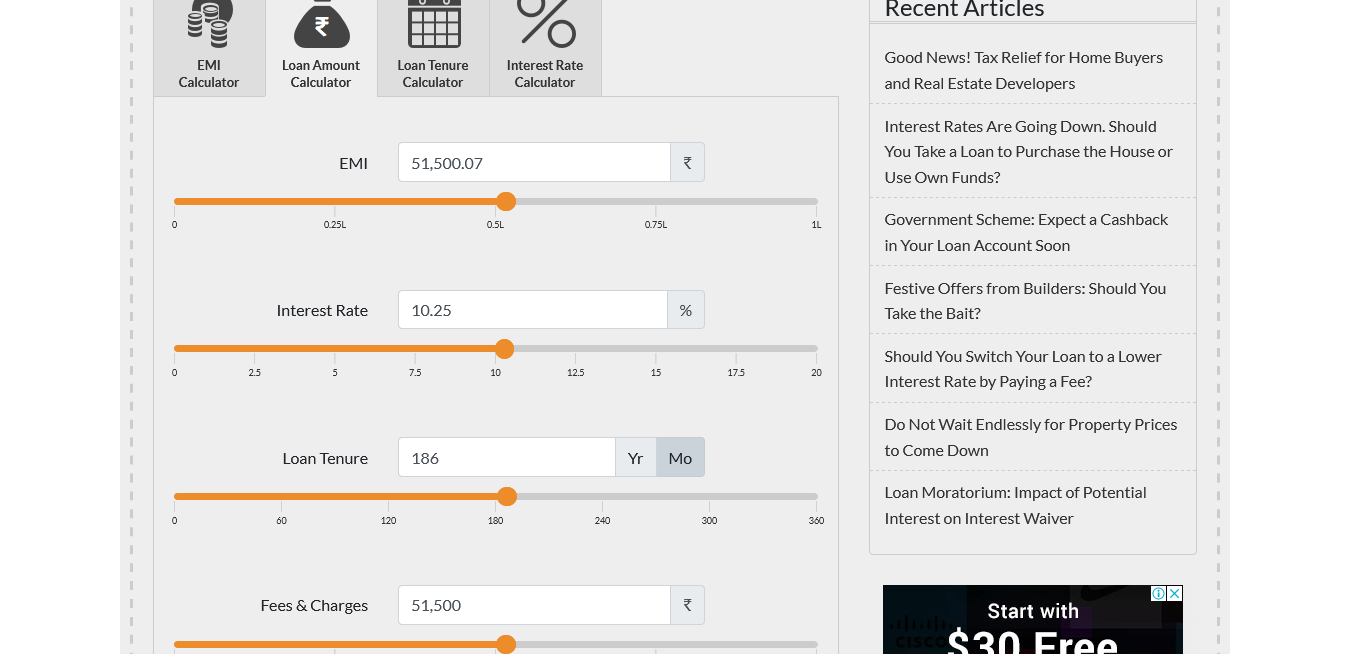 EMI
Calculator
₹
Loan Amount
Calculator
Loan Tenure
Calculator
Interest Rate
Calculator
EMI
51,500.07
₹
0
0.25L
0.5L
0.75L
1L
Interest Rate
10.25
%
0
2.5
5
7.5
10
12.5
15
17.5
20
Loan Tenure
186
Yr
Mo
0
60
120
180
240
300
360
Fees & Charges
51,500
₹
Recent Articles
Good News! Tax Relief for Home Buyers
and Real Estate Developers
Interest Rates Are Going Down. Should
You Take a Loan to Purchase the House or
Use Own Funds?
Government Scheme: Expect a Cashback
in Your Loan Account Soon
Festive Offers from Builders: Should You
Take the Bait?
Should You Switch Your Loan to a Lower
Interest Rate by Paying a Fee?
Do Not Wait Endlessly for Property Prices
to Come Down
Loan Moratorium: Impact of Potential
Interest on Interest Waiver
Start with
$30 Free
CISCO